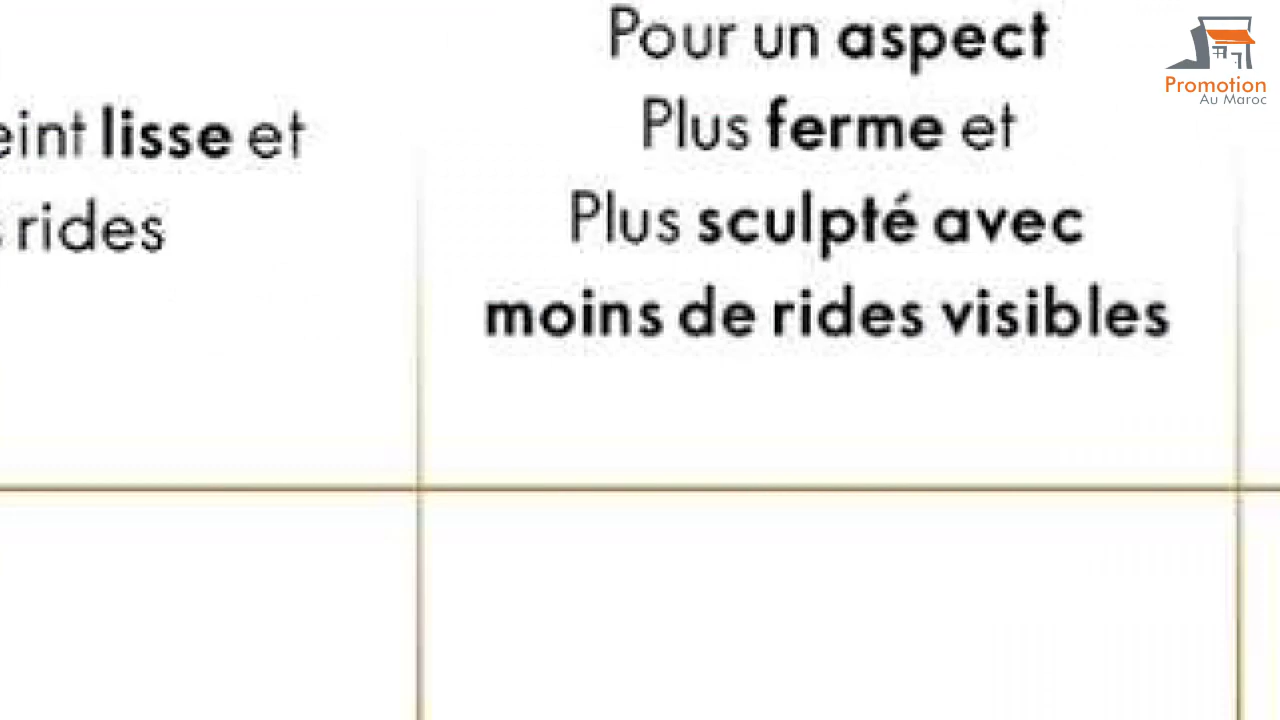 Pour un aspect
Plus ferme et
Plus sculpté avec
moins de rides visibles
lisse et
rides
Promotion
Au Maroc